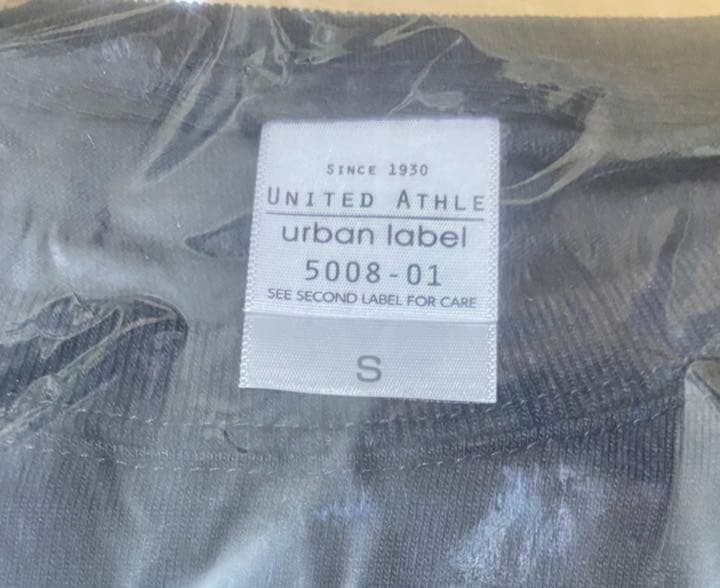 SINCE 1930
UNITED ATHLE
urban label
5008-01
SEE SECOND LABEL FOR CARE
S